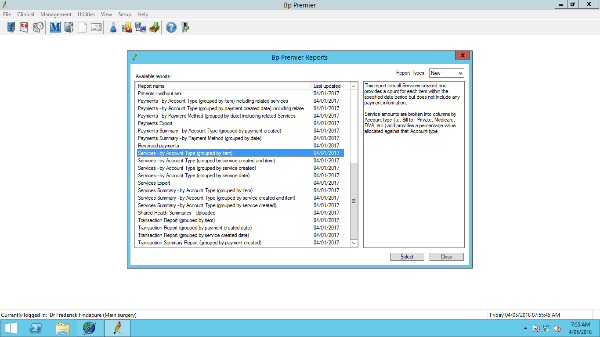 Bp Premier
File Clinical Management Utilities View Setup Help
Bp Premier Reports
Available reports:
Report Types: New
Report name Last updated
Payments - without sex 04/01/2017
Payments - by Account Type (grouped by item) including related services 04/01/2017
Payments - by Account Type (grouped by payment created date) including relate 04/01/2017
Payments - by Payment Method (grouped by date) including related Services 04/01/2017
Payments Export 04/01/2017
Payments Summary - by Account Type (grouped by payment created) 04/01/2017
Payments Summary - by Payment Method (grouped by date) 04/01/2017
Reversed payments 04/01/2017
Services - by Account Type (grouped by item) 04/01/2017
Services - by Account Type (grouped by service created and item) 04/01/2017
Services - by Account Type (grouped by service created) 04/01/2017
Services - by Account Type (grouped by service date) 04/01/2017
Services Export 04/01/2017
Services Summary - by Account Type (grouped by item) 04/01/2017
Services Summary - by Account Type (grouped by service created and item) 04/01/2017
Services Summary - by Account Type (grouped by service created) 04/01/2017
Shared Health Summaries - Uploaded 04/01/2017
Transaction Report (grouped by item) 04/01/2017
Transaction Report (grouped by payment created date) 04/01/2017
Transaction Report (grouped by service created date) 04/01/2017
Transaction Summary Report (grouped by payment created) 04/01/2017
This report lists all Services created and
provides a count for each item within the
specified date period but does not include any
payment information.
Service amounts are broken into columns by
Account type (i.e. Bill to - Private, Medicare,
DVA, etc.) and provides a percentage value
allocated against that Account type.
Select Close
Currently logged in: Dr Frederick Findacure (Main surgery)
Friday 04/05/2018 07:55:45 AM
7:55 AM
4/05/2018